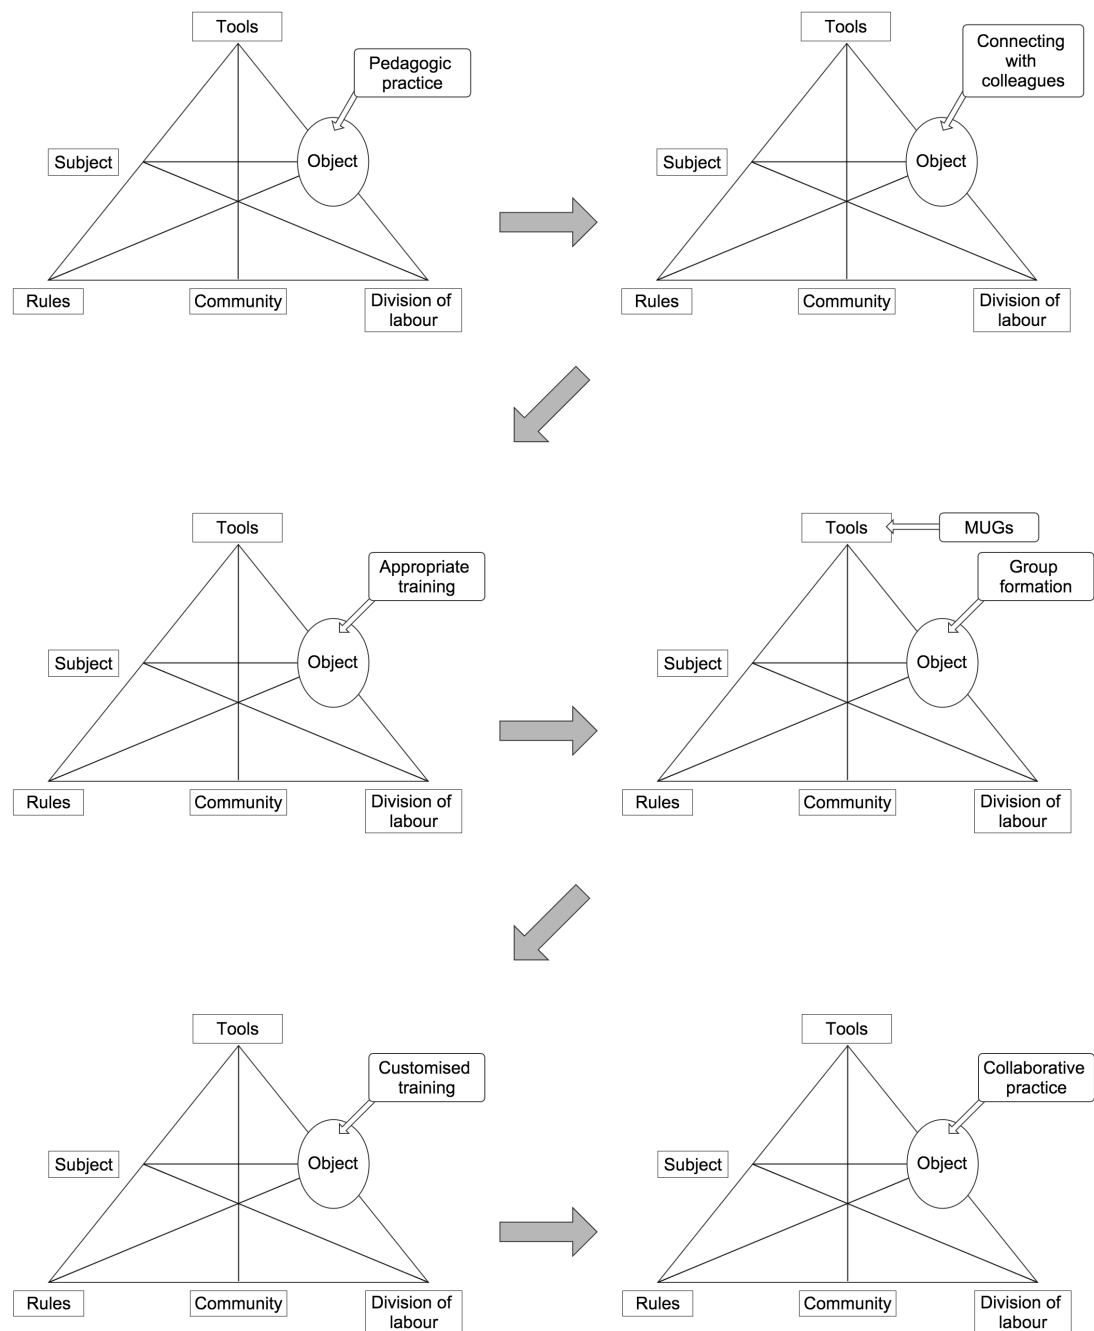 Tools
Pedagogic
practice
Subject
Object
Rules
Community
Division of
labour
Tools
Connecting
with
colleagues
Subject
Object
Rules
Community
Division of
labour
Tools
Appropriate
training
Subject
Object
Rules
Community
Division of
labour
Tools
MUGs
Group
formation
Subject
Object
Rules
Community
Division of
labour
Tools
Customised
training
Subject
Object
Rules
Community
Division of
labour
Tools
Collaborative
practice
Subject
Object
Rules
Community
Division of
labour